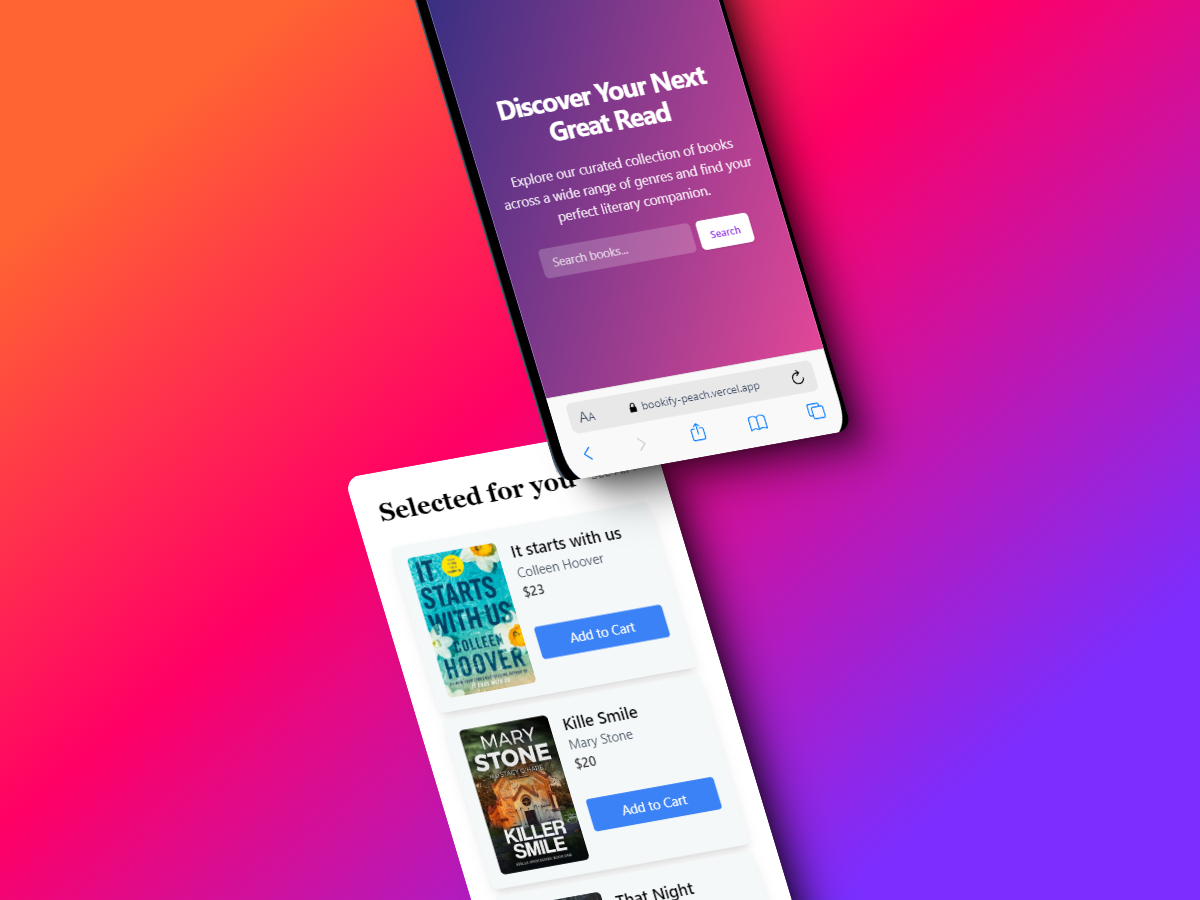 Discover Your Next
Great Read
Explore our curated collection of books
across a wide range of genres and find your
perfect literary companion.
Search books...
Search
AA
bookify-peach.vercel.app
Selected for you
It starts with us
Colleen Hoover
$23
Add to Cart
IT
STARTS
WITH US
COLLEEN
HOOVER
Kille Smile
Mary Stone
$20
Add to Cart
MARY
STONE
KILLER
SMILE
That Night